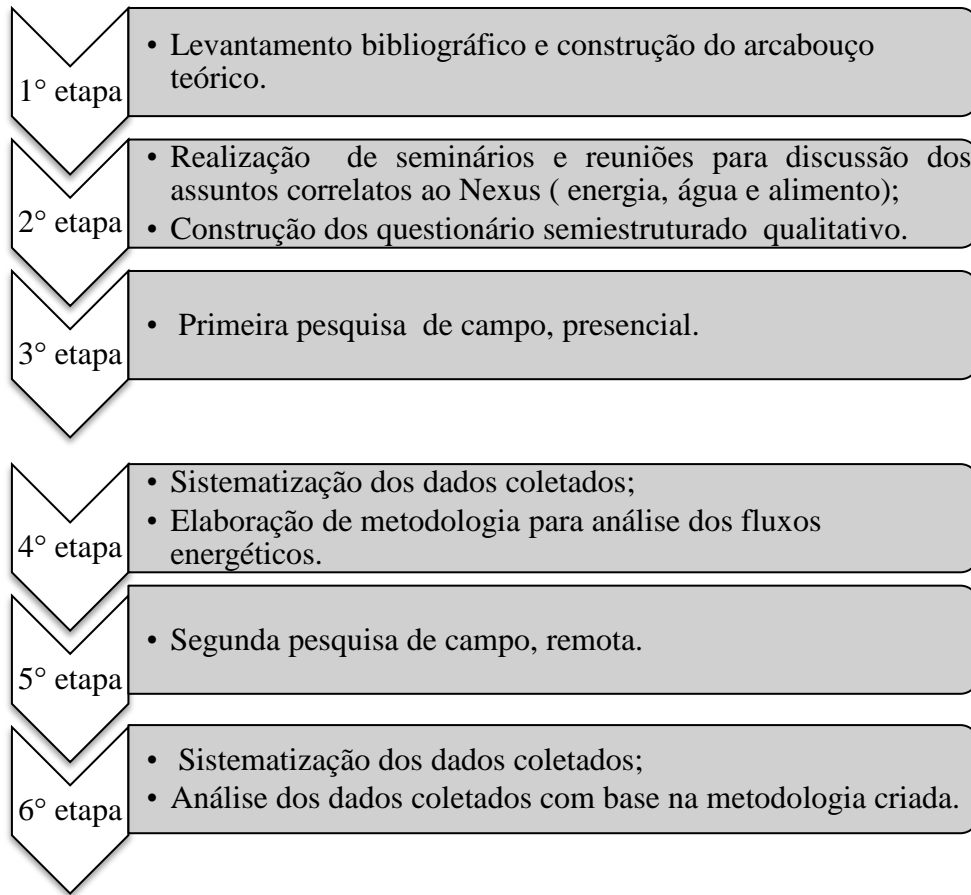 • Levantamento bibliográfico e construção do arcabouço
teórico.
1° etapa
• Realização de seminários e reuniões para discussão dos
assuntos correlatos ao Nexus ( energia, água e alimento);
• Construção dos questionário semiestruturado qualitativo.
2° etapa
• Primeira pesquisa de campo, presencial.
3° etapa
• Sistematização dos dados coletados;
• Elaboração de metodologia para análise dos fluxos
energéticos.
4° etapa
• Segunda pesquisa de campo, remota.
5° etapa
• Sistematização dos dados coletados;
• Análise dos dados coletados com base na metodologia criada.
6° etapa